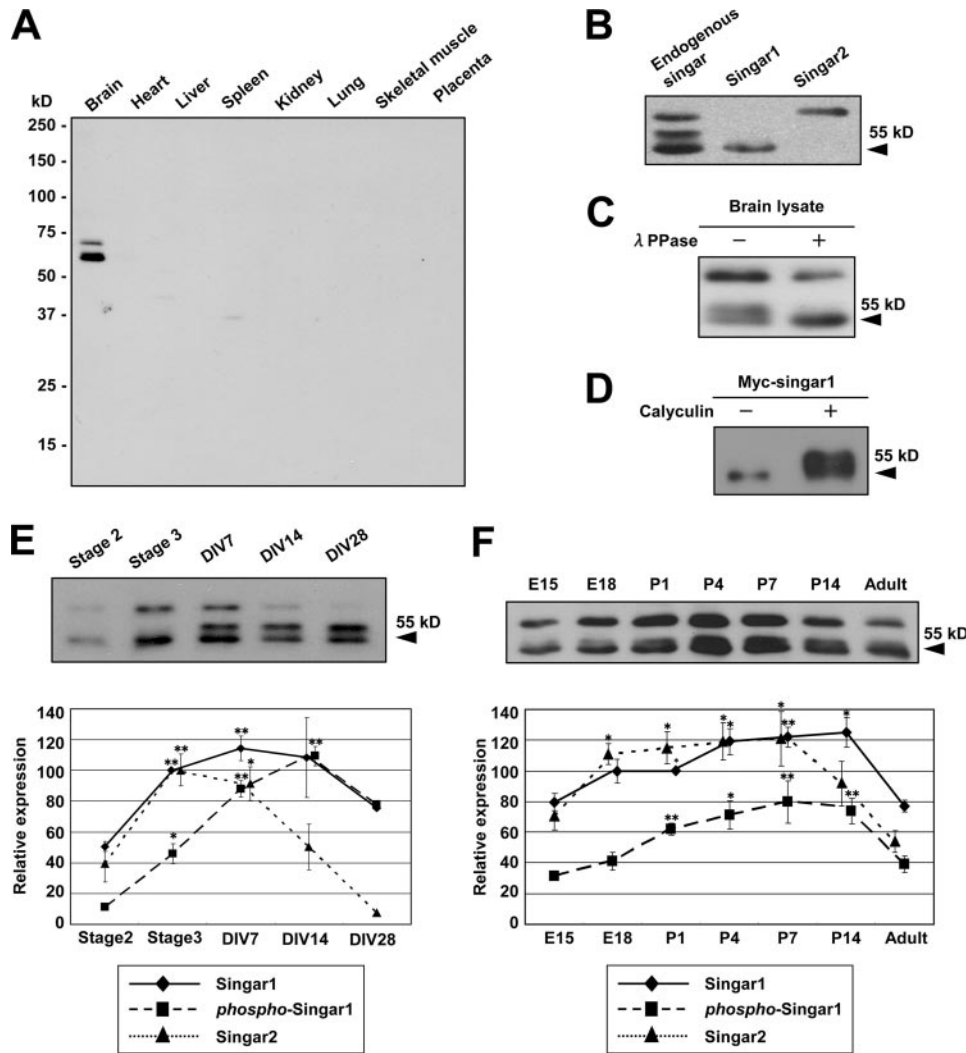 A
kD
Brain
Heart
Liver
Spleen
Kidney
Lung
Skeletal muscle
Placenta
250 -
150 -
100 -
75 -
50 -
37 -
25 -
15 -
B
Endogenous
singar
Singar1
Singar2
55 kD
C
Brain lysate
λ PPase − +
55 kD
D
Myc-singar1
Calyculin − +
55 kD
E
Stage 2
Stage 3
DIV7
DIV14
DIV28
55 kD
Relative expression
140
120
100
80
60
40
20
0
** ** * ** * **
Stage2 Stage3 DIV7 DIV14 DIV28
Singar1
phospho-Singar1
Singar2
F
E15 E18 P1 P4 P7 P14 Adult
55 kD
Relative expression
140
120
100
80
60
40
20
0
* * * * * ** * ** * ** **
E15 E18 P1 P4 P7 P14 Adult
Singar1
phospho-Singar1
Singar2